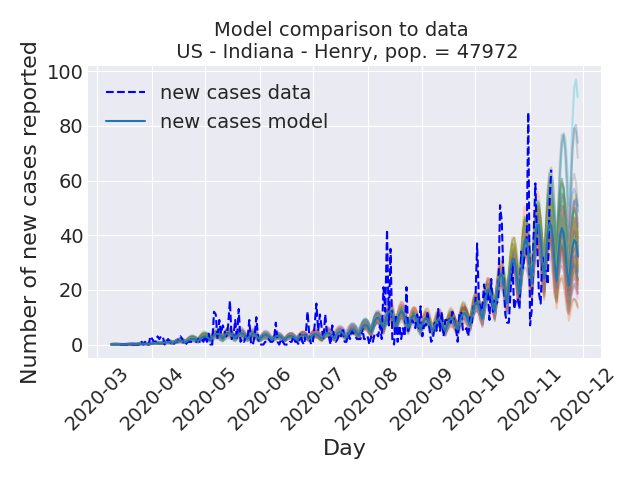 Model comparison to data
US - Indiana - Henry, pop. = 47972
Number of new cases reported
100
80
60
40
20
0
new cases data
new cases model
2020-03
2020-04
2020-05
2020-06
2020-07
2020-08
2020-09
2020-10
2020-11
2020-12
Day